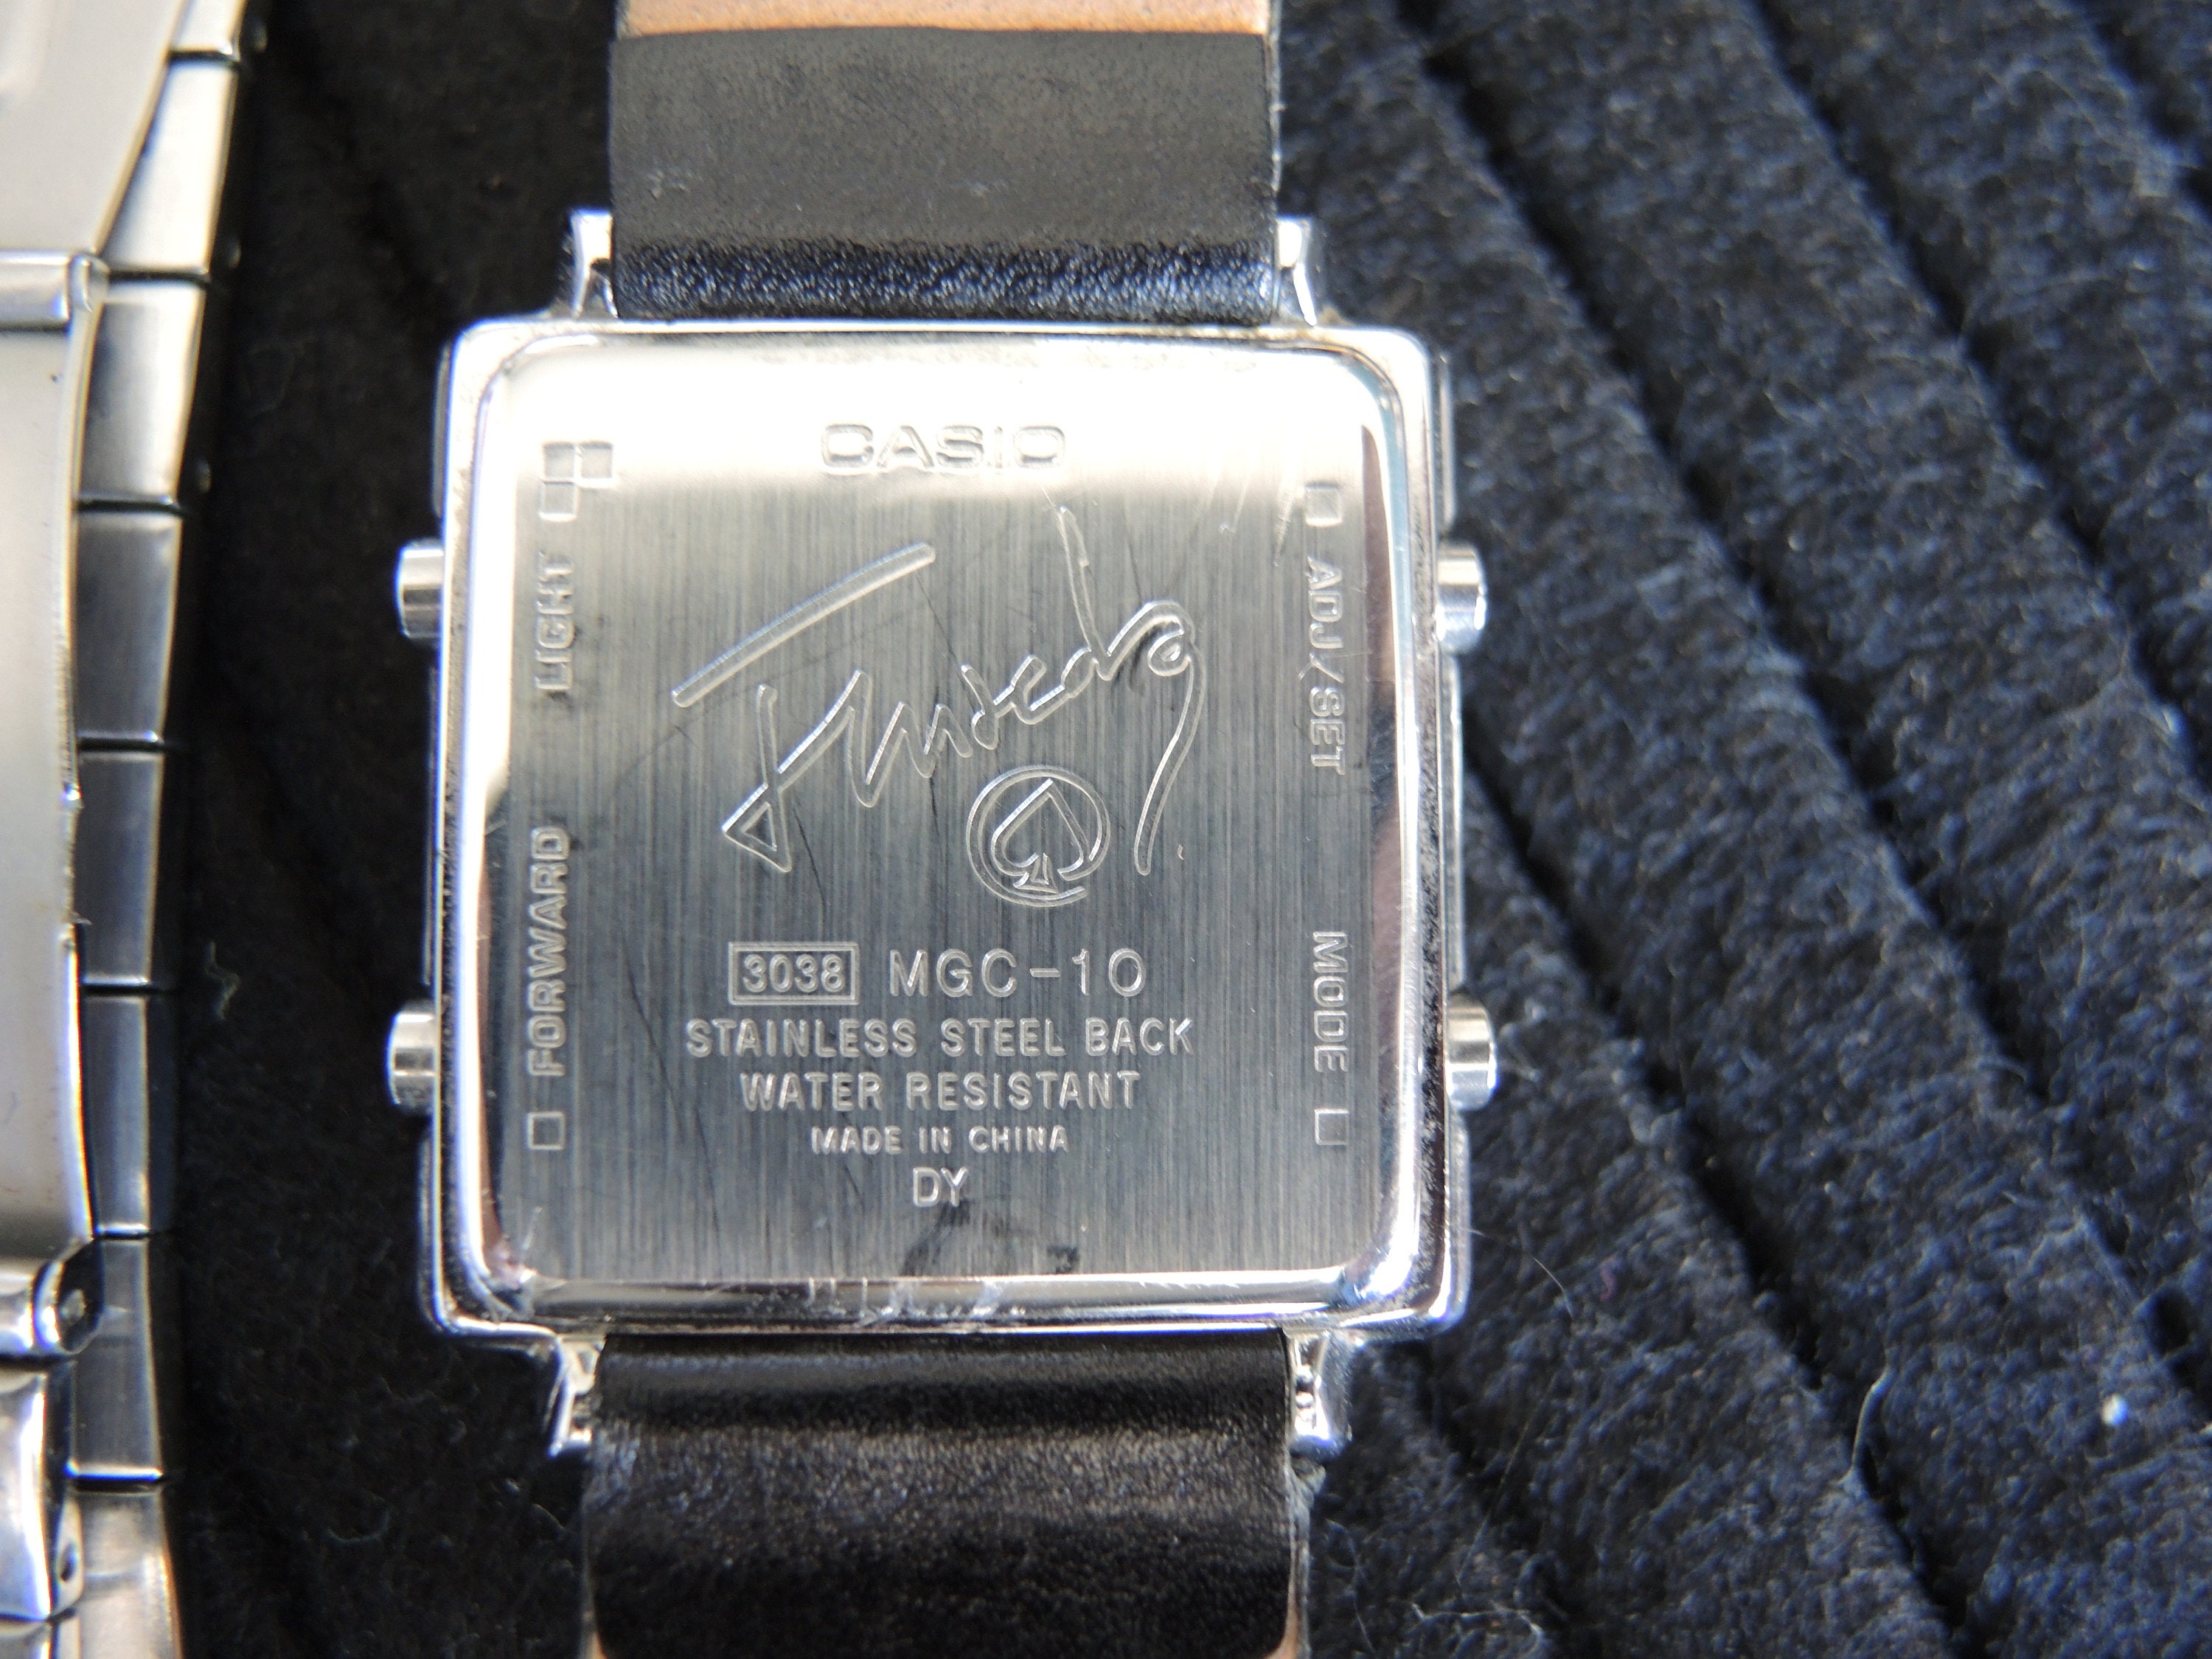 CASIO
LIGHT
ADJ/SET
FORWARD
MODE
3038 MGC-10
STAINLESS STEEL BACK
WATER RESISTANT
MADE IN CHINA
DY